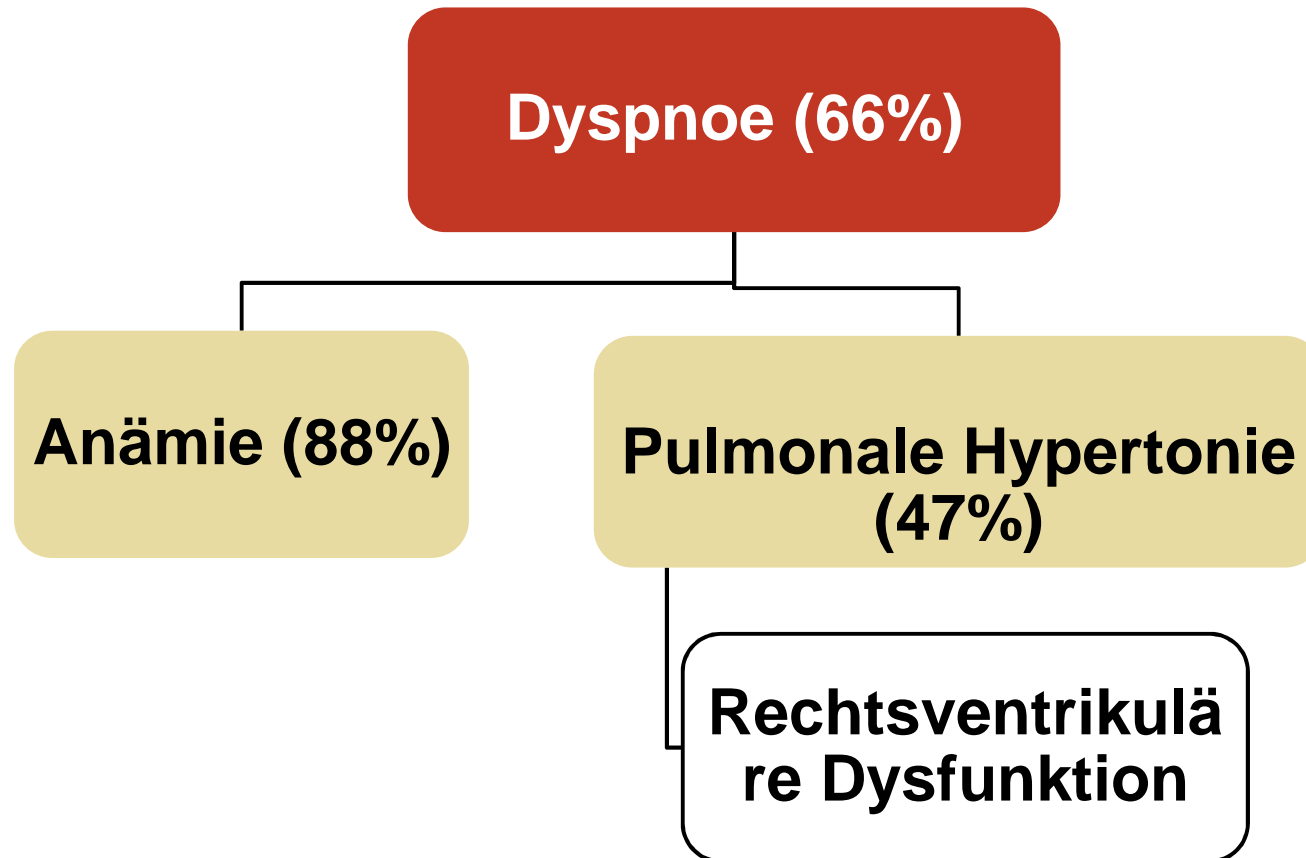 Dyspnoe (66%)
Anämie (88%)
Pulmonale Hypertonie
(47%)
Rechtsventrikulä
re Dysfunktion